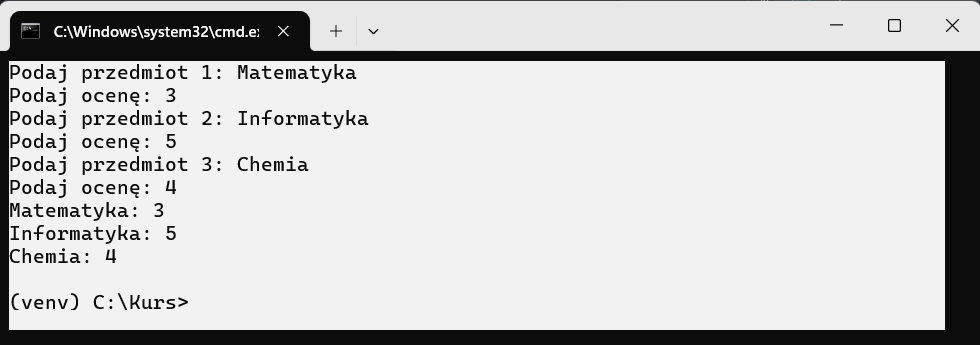 C:\Windows\system32\cmd.e
Podaj przedmiot 1: Matematyka
Podaj ocenę: 3
Podaj przedmiot 2: Informatyka
Podaj ocenę: 5
Podaj przedmiot 3: Chemia
Podaj ocenę: 4
Matematyka: 3
Informatyka: 5
Chemia: 4
(venv) C:\Kurs>